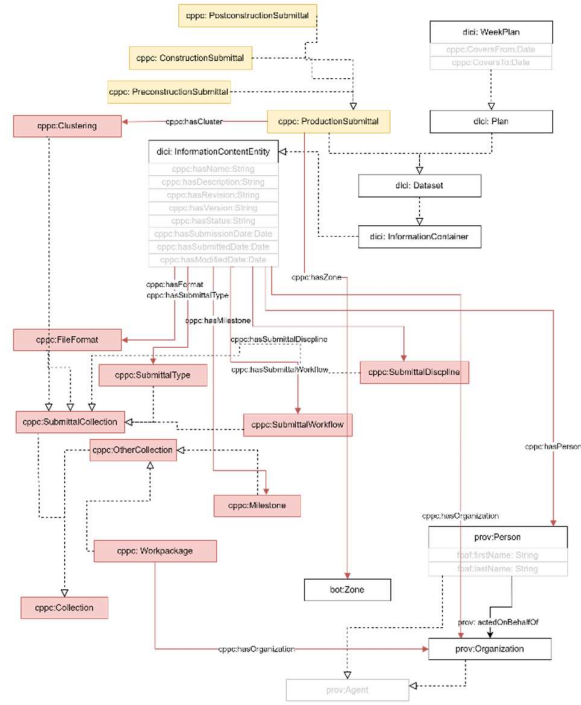 cppc: PostconstructionSubmittal
dici: WeekPlan
cppc:CoversFrom:Date
cppc:CoversTo:Date
cppc: ConstructionSubmittal
cppc: PreconstructionSubmittal
cppc:Clustering
cppc:hasCluster
cppc: ProductionSubmittal
dici: Plan
dici: InformationContentEntity
cppc:hasName:String
cppc:hasDescription:String
cppc:hasRevision:String
cppc:hasVersion:String
cppc:hasStatus:String
cppc:hasSubmissionDate:Date
cppc:hasSubmittedDate:Date
cppc:hasModifiedDate:Date
dici: Dataset
dici: InformationContainer
cppc:hasZone
cppc:hasFormat
cppc:hasSubmittalType
cppc:hasMilestone
cppc:FileFormat
cppc:hasSubmittalDiscpline
cppc:SubmittalType
cppc:hasSubmittalWorkflow
cppc:SubmittalDiscpline
cppc:SubmittalCollection
cppc:SubmittalWorkflow
cppc:OtherCollection
cppc:hasPerson
cppc:Milestone
cppc:hasOrganization
cppc: Workpackage
prov:Person
foaf:firstName: String
foaf:lastName: String
cppc:Collection
bot:Zone
prov: actedOnBehalfOf
cppc:hasOrganization
prov:Organization
prov:Agent